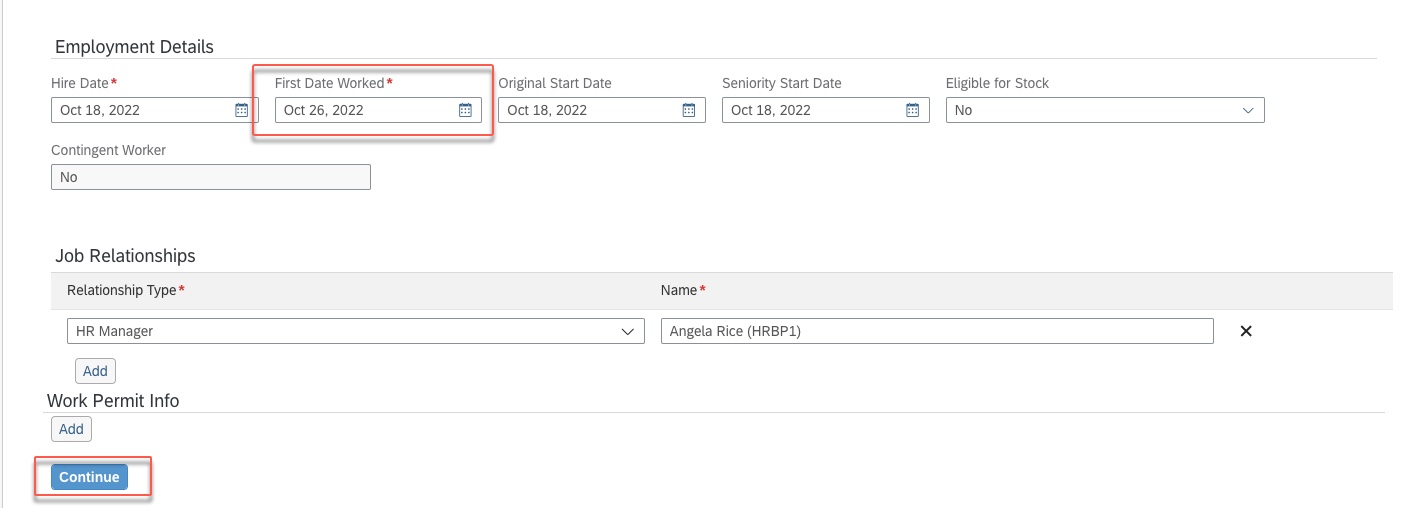 Employment Details
Hire Date* First Date Worked* Original Start Date Seniority Start Date Eligible for Stock
Oct 18, 2022 Oct 26, 2022 Oct 18, 2022 Oct 18, 2022 No
Contingent Worker
No
Job Relationships
Relationship Type* Name*
HR Manager Angela Rice (HRBP1)
Add
Work Permit Info
Add
Continue